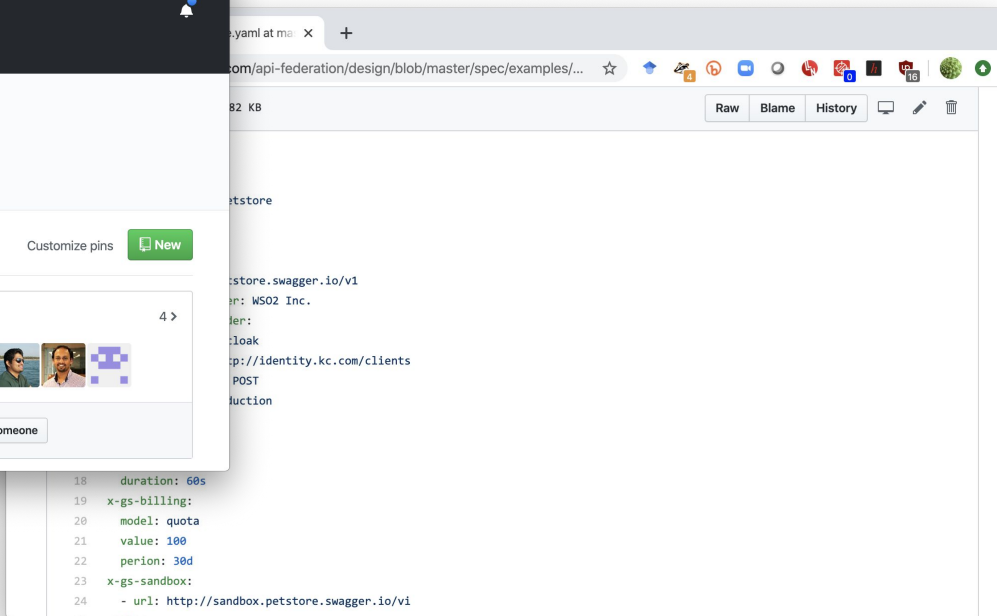 e.yaml at ma
com/api-federation/design/blob/master/spec/examples/...
4
0
16
82 KB
Raw
Blame
History
etstore
Customize pins
New
tstore.swagger.io/v1
er: WSO2 Inc.
4
der:
cloak
tp://identity.kc.com/clients
POST
duction
omeone
18 duration: 60s
19 x-gs-billing:
20 model: quota
21 value: 100
22 perion: 30d
23 x-gs-sandbox:
24 - url: http://sandbox.petstore.swagger.io/vi